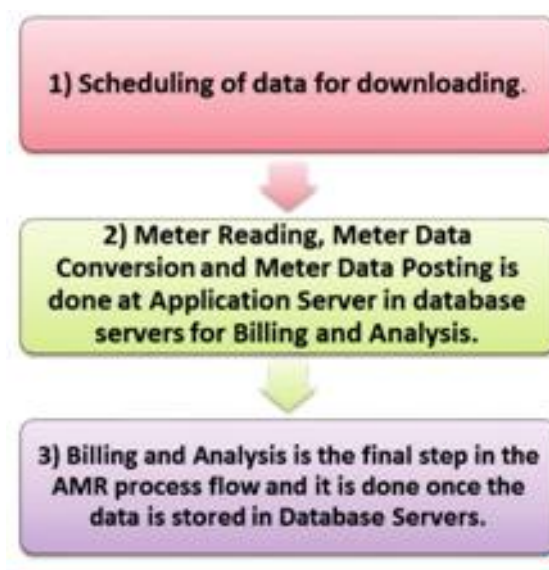 1) Scheduling of data for downloading.
2) Meter Reading, Meter Data
Conversion and Meter Data Posting is
done at Application Server in database
servers for Billing and Analysis.
3) Billing and Analysis is the final step in the
AMR process flow and it is done once the
data is stored in Database Servers.